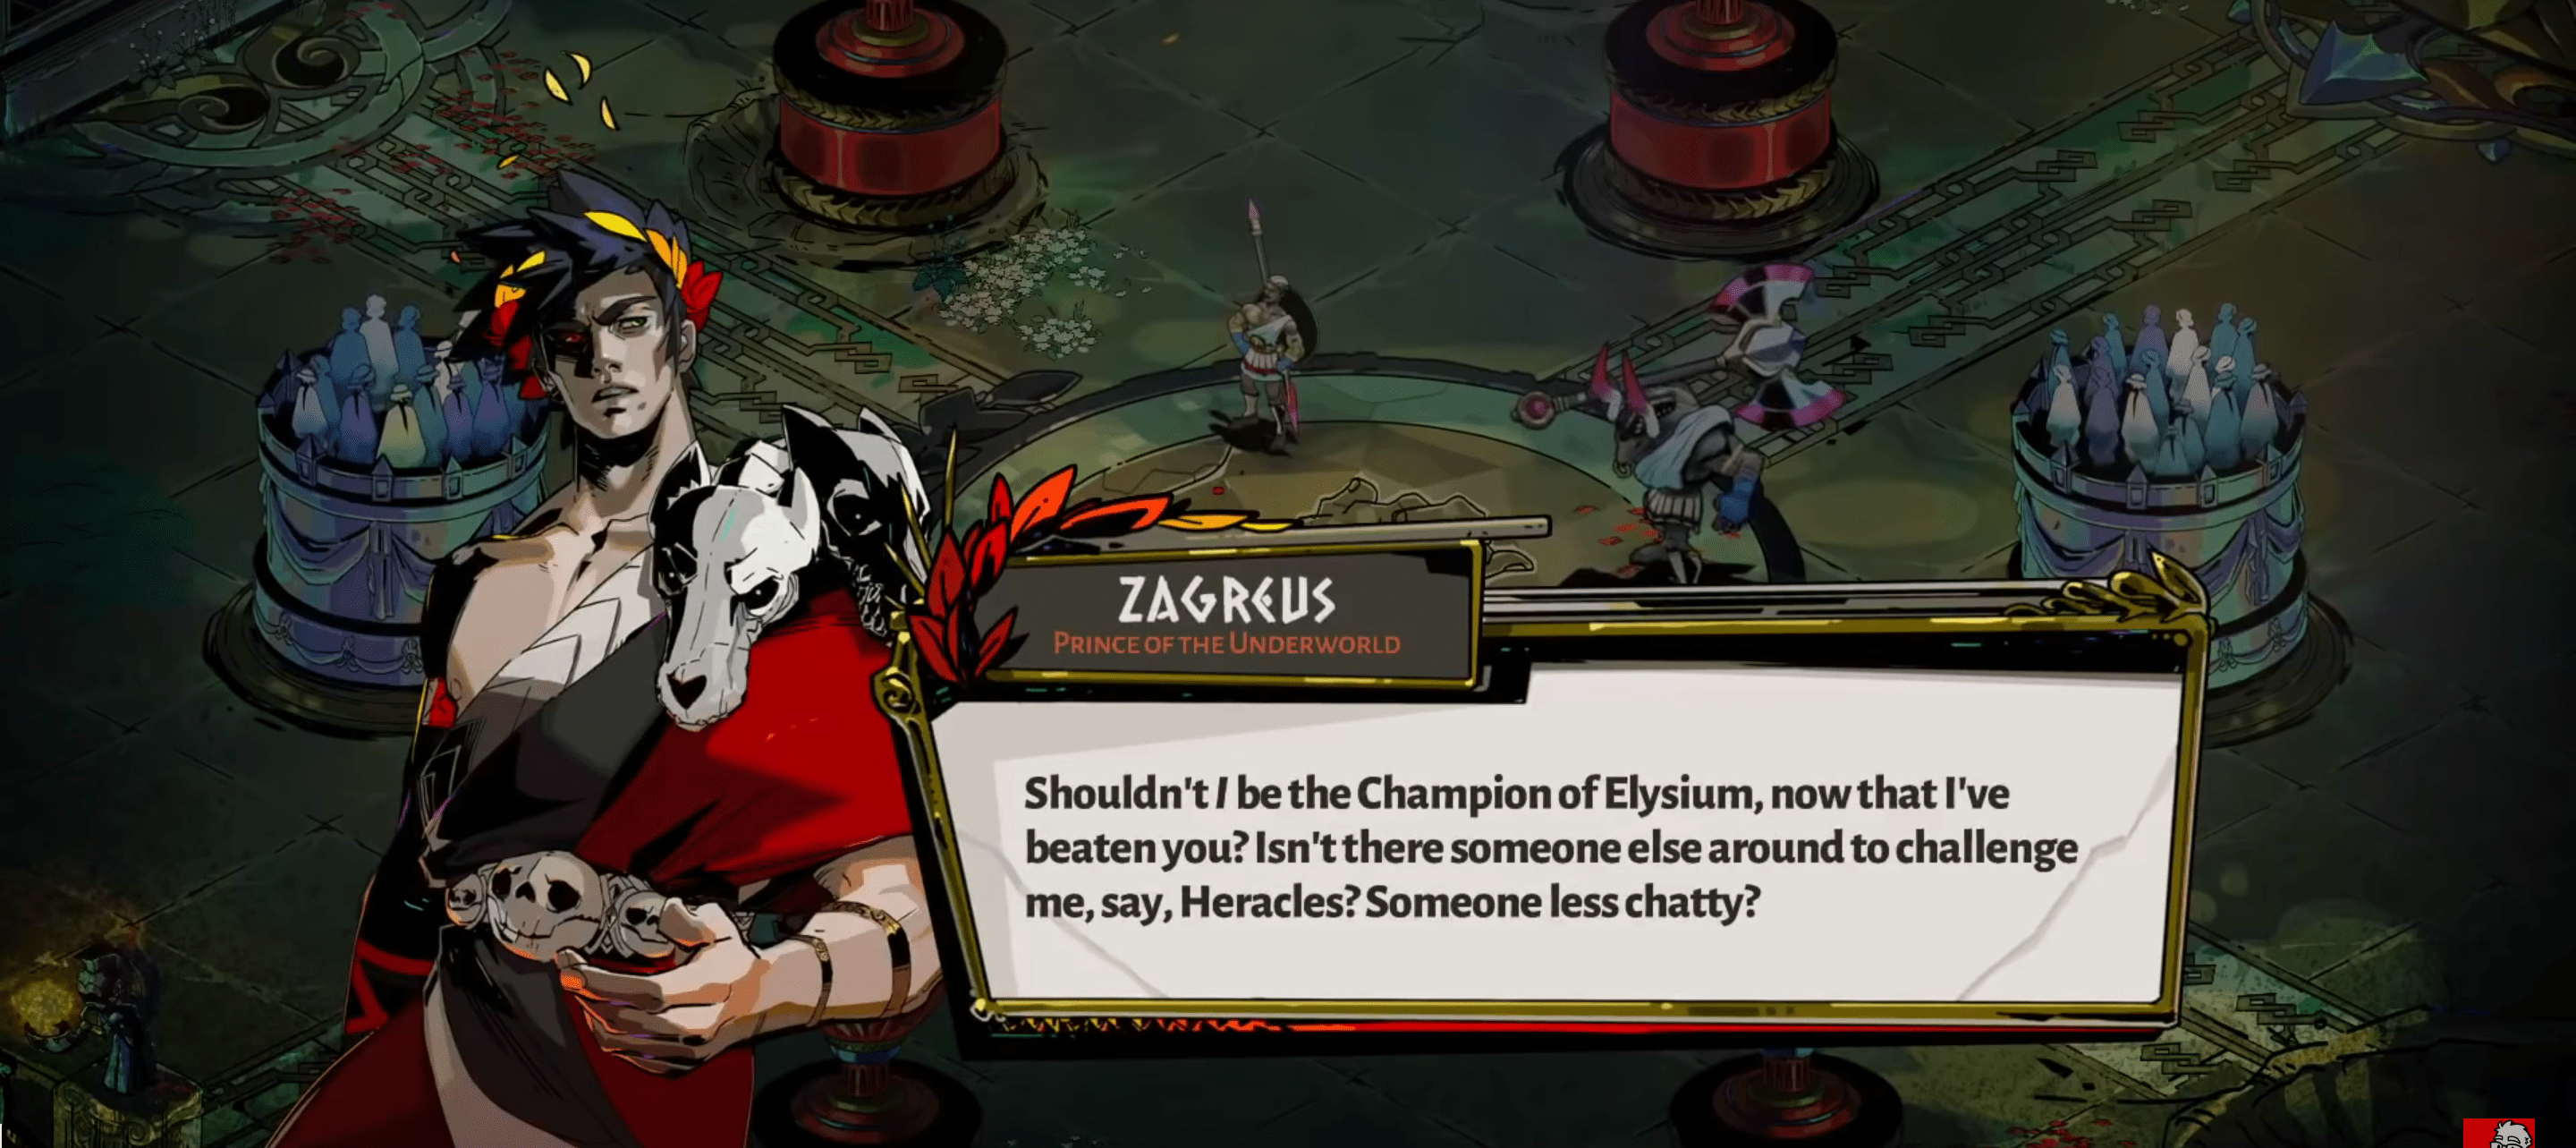 ZAGREUS
PRINCE OF THE UNDERWORLD
Shouldn't I be the Champion of Elysium, now that I've
beaten you? Isn't there someone else around to challenge
me, say, Heracles? Someone less chatty?